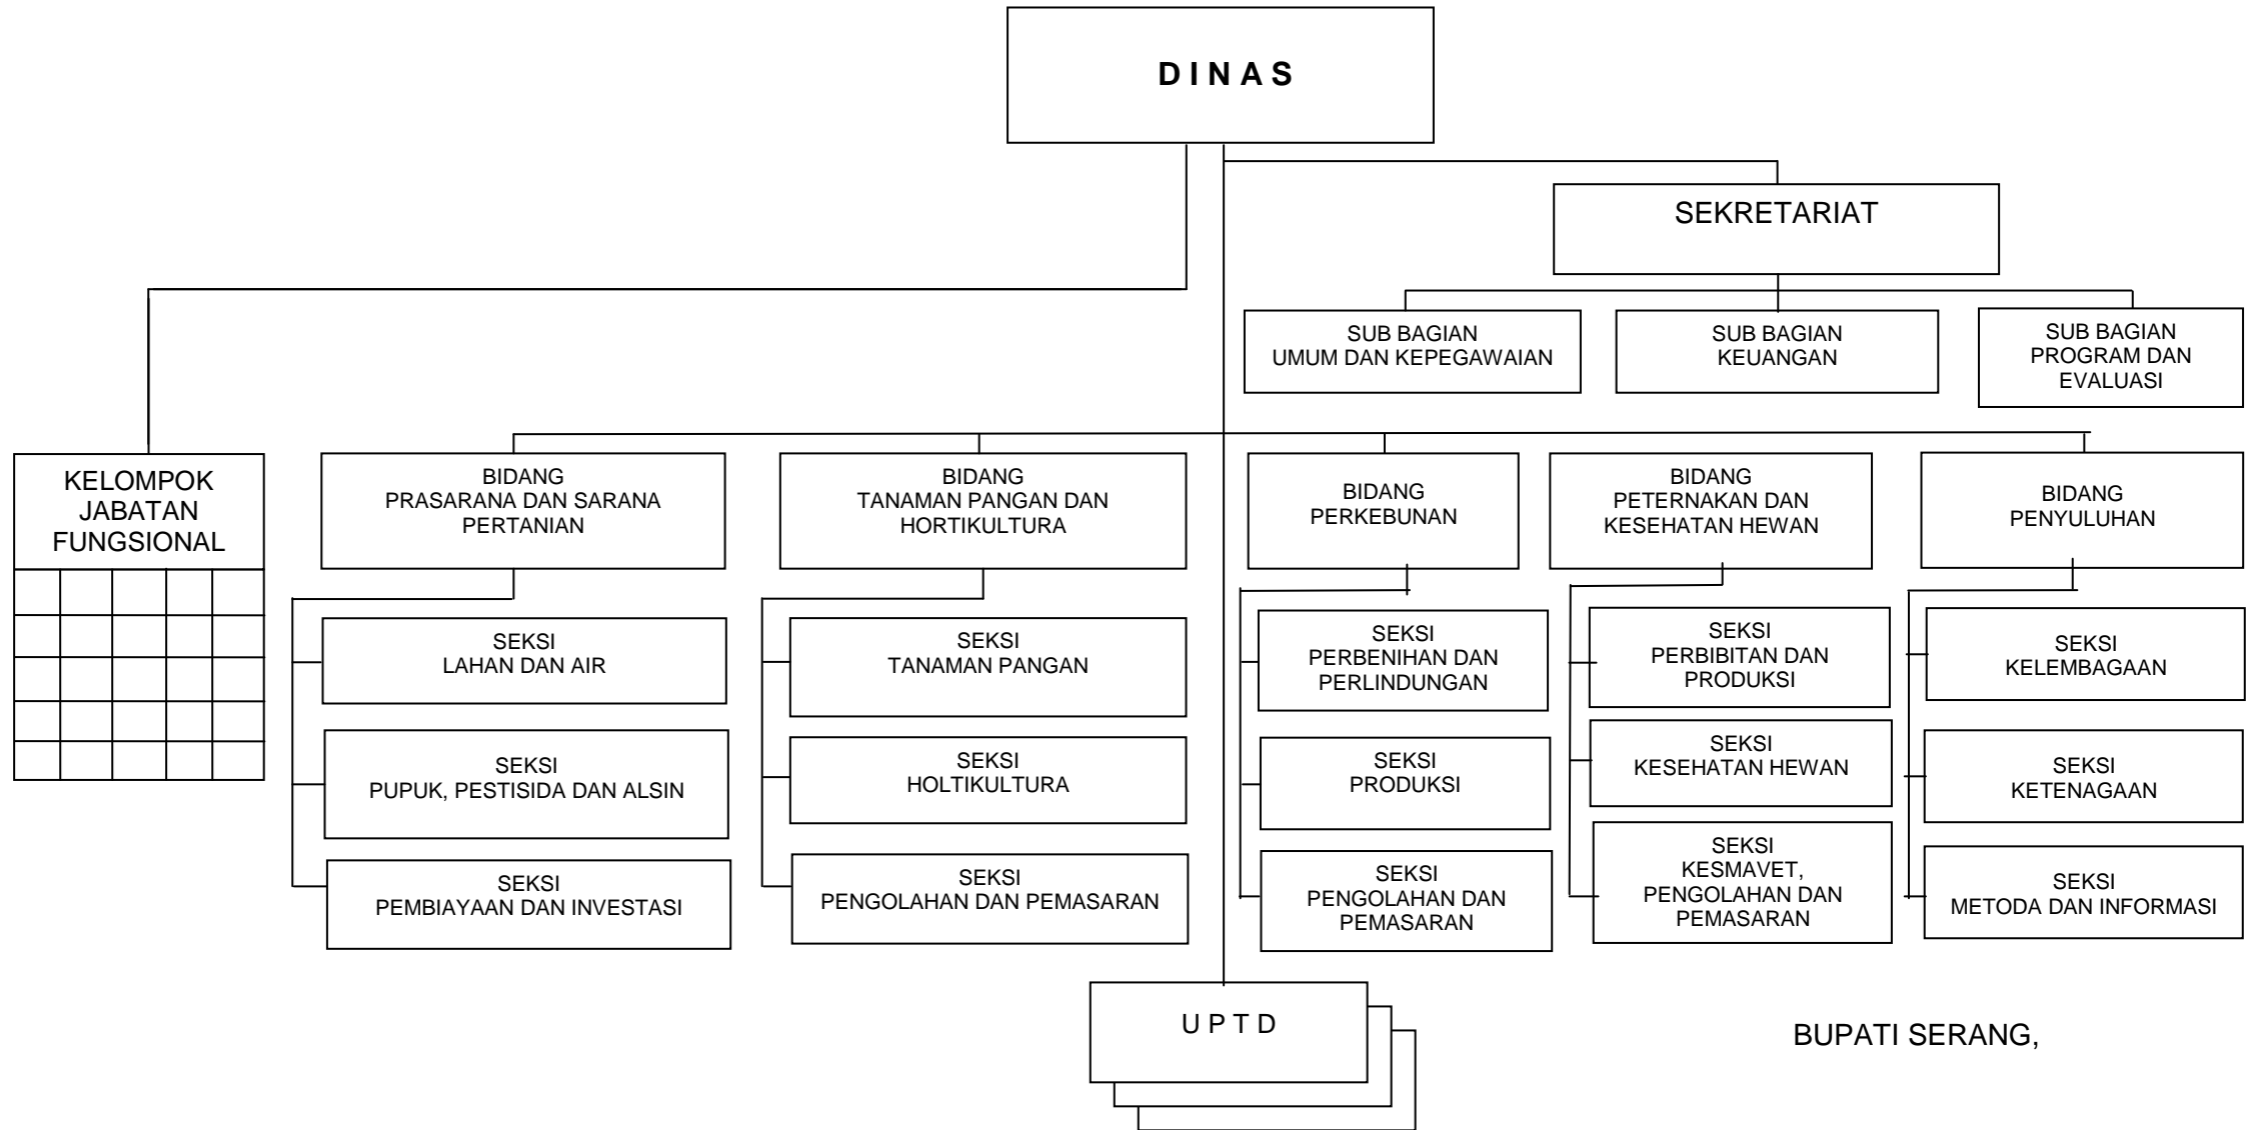 D I N A S
SEKRETARIAT
SUB BAGIAN
UMUM DAN KEPEGAWAIAN
SUB BAGIAN
KEUANGAN
SUB BAGIAN
PROGRAM DAN
EVALUASI
KELOMPOK
JABATAN
FUNGSIONAL
BIDANG
PRASARANA DAN SARANA
PERTANIAN
BIDANG
TANAMAN PANGAN DAN
HORTIKULTURA
BIDANG
PERKEBUNAN
BIDANG
PETERNAKAN DAN
KESEHATAN HEWAN
BIDANG
PENYULUHAN
SEKSI
LAHAN DAN AIR
SEKSI
TANAMAN PANGAN
SEKSI
PERBENIHAN DAN
PERLINDUNGAN
SEKSI
PERBIBITAN DAN
PRODUKSI
SEKSI
KELEMBAGAAN
SEKSI
PUPUK, PESTISIDA DAN ALSIN
SEKSI
HOLTIKULTURA
SEKSI
PRODUKSI
SEKSI
KESEHATAN HEWAN
SEKSI
KETENAGAAN
SEKSI
PEMBIAYAAN DAN INVESTASI
SEKSI
PENGOLAHAN DAN PEMASARAN
SEKSI
PENGOLAHAN DAN
PEMASARAN
SEKSI
KESMAVET,
PENGOLAHAN DAN
PEMASARAN
SEKSI
METODA DAN INFORMASI
U P T D
BUPATI SERANG,